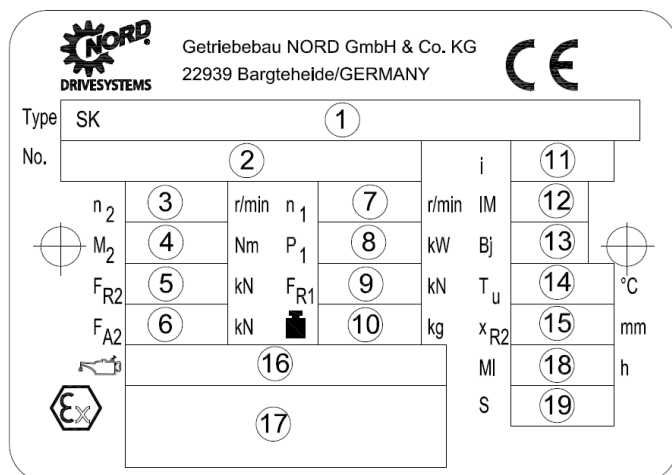 NORD
DRIVESYSTEMS
Getriebebau NORD GmbH & Co. KG
22939 Bargteheide/GERMANY
CE
Type SK 1
No. 2 i 11
n2 3 r/min n1 7 r/min IM 12
M2 4 Nm P1 8 kW Bj 13
FR2 5 kN FR1 9 kN Tu 14 °C
FA2 6 kN 10 kg xR2 15 mm
16 MI 18 h
Ex 17 S 19